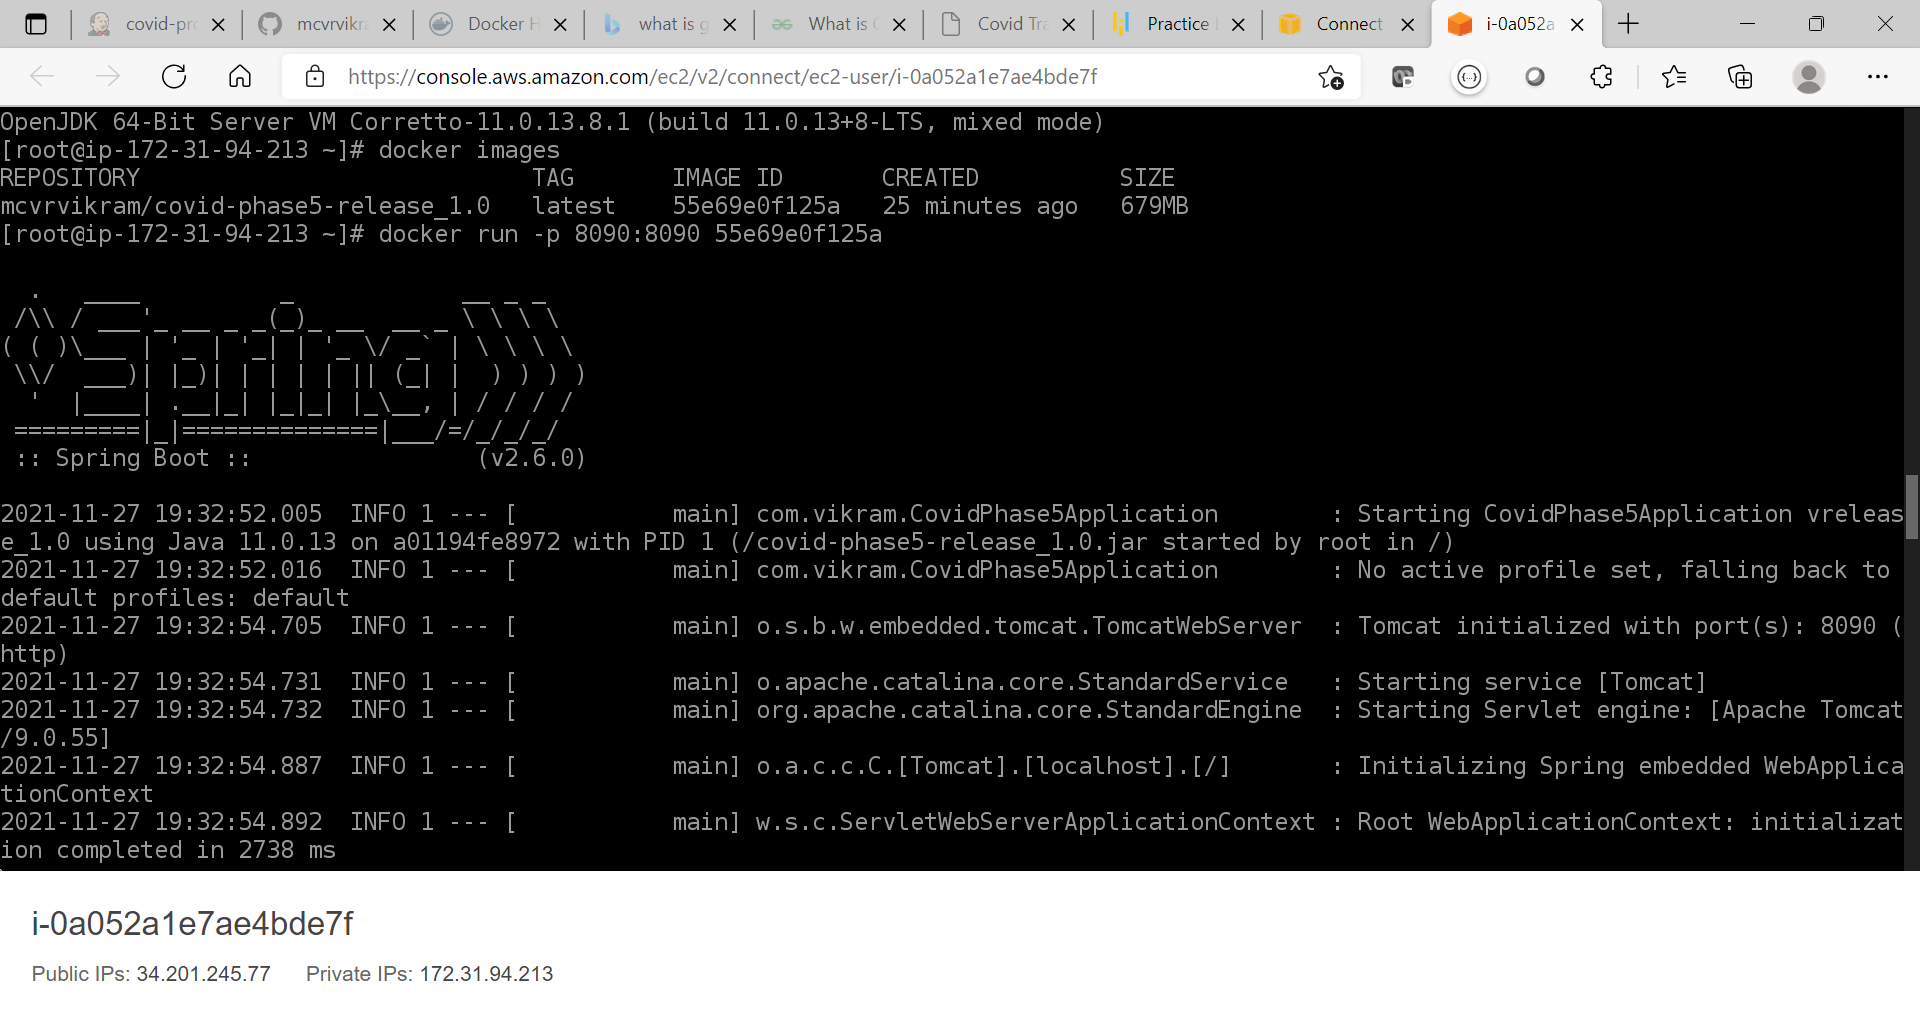 covid-pro
mcvrvikra
Docker H
what is g
What is
Covid Tra
Practice
Connect
i-0a052a
https://console.aws.amazon.com/ec2/v2/connect/ec2-user/i-0a052a1e7ae4bde7f
OpenJDK 64-Bit Server VM Corretto-11.0.13.8.1 (build 11.0.13+8-LTS, mixed mode)
[root@ip-172-31-94-213 ~]# docker images
REPOSITORY TAG IMAGE ID CREATED SIZE
mcvrvikram/covid-phase5-release_1.0 latest 55e69e0f125a 25 minutes ago 679MB
[root@ip-172-31-94-213 ~]# docker run -p 8090:8090 55e69e0f125a
Spring
:: Spring Boot :: (v2.6.0)
2021-11-27 19:32:52.005 INFO 1 --- [ main] com.vikram.CovidPhase5Application : Starting CovidPhase5Application vreleas
e_1.0 using Java 11.0.13 on a01194fe8972 with PID 1 (/covid-phase5-release_1.0.jar started by root in /)
2021-11-27 19:32:52.016 INFO 1 --- [ main] com.vikram.CovidPhase5Application : No active profile set, falling back to
default profiles: default
2021-11-27 19:32:54.705 INFO 1 --- [ main] o.s.b.w.embedded.tomcat.TomcatWebServer : Tomcat initialized with port(s): 8090 (
http)
2021-11-27 19:32:54.731 INFO 1 --- [ main] o.apache.catalina.core.StandardService : Starting service [Tomcat]
2021-11-27 19:32:54.732 INFO 1 --- [ main] org.apache.catalina.core.StandardEngine : Starting Servlet engine: [Apache Tomcat
/9.0.55]
2021-11-27 19:32:54.887 INFO 1 --- [ main] o.a.c.c.C.[Tomcat].[localhost].[/] : Initializing Spring embedded WebApplica
tionContext
2021-11-27 19:32:54.892 INFO 1 --- [ main] w.s.c.ServletWebServerApplicationContext : Root WebApplicationContext: initializat
ion completed in 2738 ms
i-0a052a1e7ae4bde7f
Public IPs: 34.201.245.77 Private IPs: 172.31.94.213